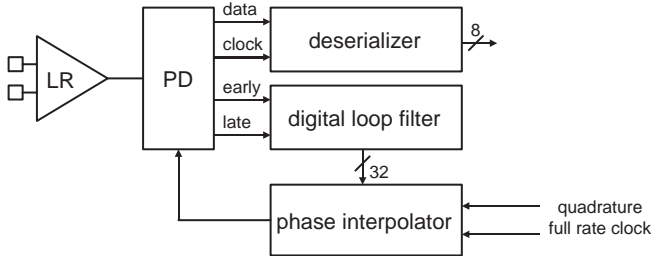 data
deserializer
8
clock
LR
PD
early
digital loop filter
late
32
phase interpolator
quadrature
full rate clock